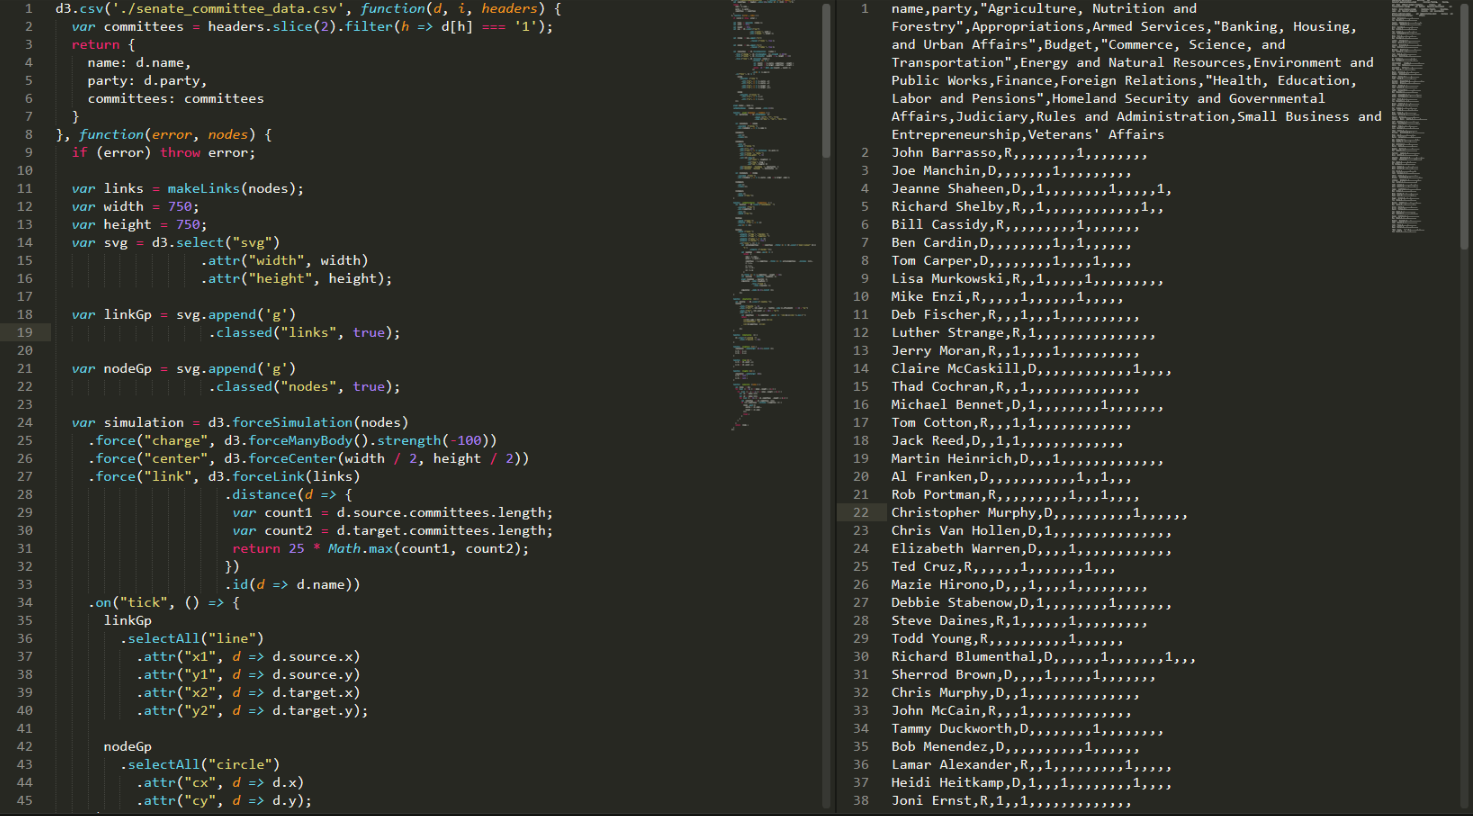 1 d3.csv('./senate_committee_data.csv', function(d, i, headers) {
2 var committees = headers.slice(2).filter(h => d[h] === '1');
3 return {
4 name: d.name,
5 party: d.party,
6 committees: committees
7 }
8 }, function(error, nodes) {
9 if (error) throw error;
10
11 var links = makeLinks(nodes);
12 var width = 750;
13 var height = 750;
14 var svg = d3.select("svg")
15 .attr("width", width)
16 .attr("height", height);
17
18 var linkGp = svg.append('g')
19 .classed("links", true);
20
21 var nodeGp = svg.append('g')
22 .classed("nodes", true);
23
24 var simulation = d3.forceSimulation(nodes)
25 .force("charge", d3.forceManyBody().strength(-100))
26 .force("center", d3.forceCenter(width / 2, height / 2))
27 .force("link", d3.forceLink(links)
28 .distance(d => {
29 var count1 = d.source.committees.length;
30 var count2 = d.target.committees.length;
31 return 25 * Math.max(count1, count2);
32 })
33 .id(d => d.name))
34 .on("tick", () => {
35 linkGp
36 .selectAll("line")
37 .attr("x1", d => d.source.x)
38 .attr("y1", d => d.source.y)
39 .attr("x2", d => d.target.x)
40 .attr("y2", d => d.target.y);
41
42 nodeGp
43 .selectAll("circle")
44 .attr("cx", d => d.x)
45 .attr("cy", d => d.y);
1 name,party,"Agriculture, Nutrition and
Forestry",Appropriations,Armed Services,"Banking, Housing,
and Urban Affairs",Budget,"Commerce, Science, and
Transportation",Energy and Natural Resources,Environment and
Public Works,Finance,Foreign Relations,"Health, Education,
Labor and Pensions",Homeland Security and Governmental
Affairs,Judiciary,Rules and Administration,Small Business and
Entrepreneurship,Veterans' Affairs
2 John Barrasso,R,,,,,,,,1,,,,,,,,
3 Joe Manchin,D,,,,,,,1,,,,,,,,,
4 Jeanne Shaheen,D,,1,,,,,,,,1,,,,,1,
5 Richard Shelby,R,,1,,,,,,,,,,,,1,,
6 Bill Cassidy,R,,,,,,,,1,,,,,,,
7 Ben Cardin,D,,,,,,,,1,,1,,,,,,
8 Tom Carper,D,,,,,,,,1,,,,1,,,,
9 Lisa Murkowski,R,,1,,,,,1,,,,,,,,,
10 Mike Enzi,R,,,,,1,,,,,,1,,,,,
11 Deb Fischer,R,,,1,,,1,,,,,,,,,,
12 Luther Strange,R,1,,,,,,,,,,,,,,,
13 Jerry Moran,R,,1,,,,1,,,,,,,,,,
14 Claire McCaskill,D,,,,,,,,,,,,1,,,,
15 Thad Cochran,R,,1,,,,,,,,,,,,,,
16 Michael Bennet,D,1,,,,,,,,1,,,,,,,
17 Tom Cotton,R,,,1,1,,,,,,,,,,,,
18 Jack Reed,D,,1,1,,,,,,,,,,,,,
19 Martin Heinrich,D,,,1,,,,,,,,,,,,,
20 Al Franken,D,,,,,,,,,,,1,,1,,,
21 Rob Portman,R,,,,,,,,,1,,,1,,,,
22 Christopher Murphy,D,,,,,,,,,,1,,,,,,
23 Chris Van Hollen,D,1,,,,,,,,,,,,,,,
24 Elizabeth Warren,D,,,,1,,,,,,,,,,,,
25 Ted Cruz,R,,,,,,1,,,,,,,1,,,
26 Mazie Hirono,D,,,1,,,,1,,,,,,,,,
27 Debbie Stabenow,D,1,,,,,,,,1,,,,,,,
28 Steve Daines,R,1,,,,,,1,,,,,,,,,
29 Todd Young,R,,,,,,,,,,1,,,,,,
30 Richard Blumenthal,D,,,,,,1,,,,,,,1,,,
31 Sherrod Brown,D,,,,1,,,,,1,,,,,,,
32 Chris Murphy,D,,1,,,,,,,,,,,,,,
33 John McCain,R,,,1,,,,,,,,,,,,,
34 Tammy Duckworth,D,,,,,,,,1,,,,,,,,
35 Bob Menendez,D,,,,,,,,,,1,,,,,,
36 Lamar Alexander,R,,1,,,,,,,,,1,,,,,
37 Heidi Heitkamp,D,1,,,1,,,,,,,,1,,,,
38 Joni Ernst,R,1,,1,,,,,,,,,,,,,